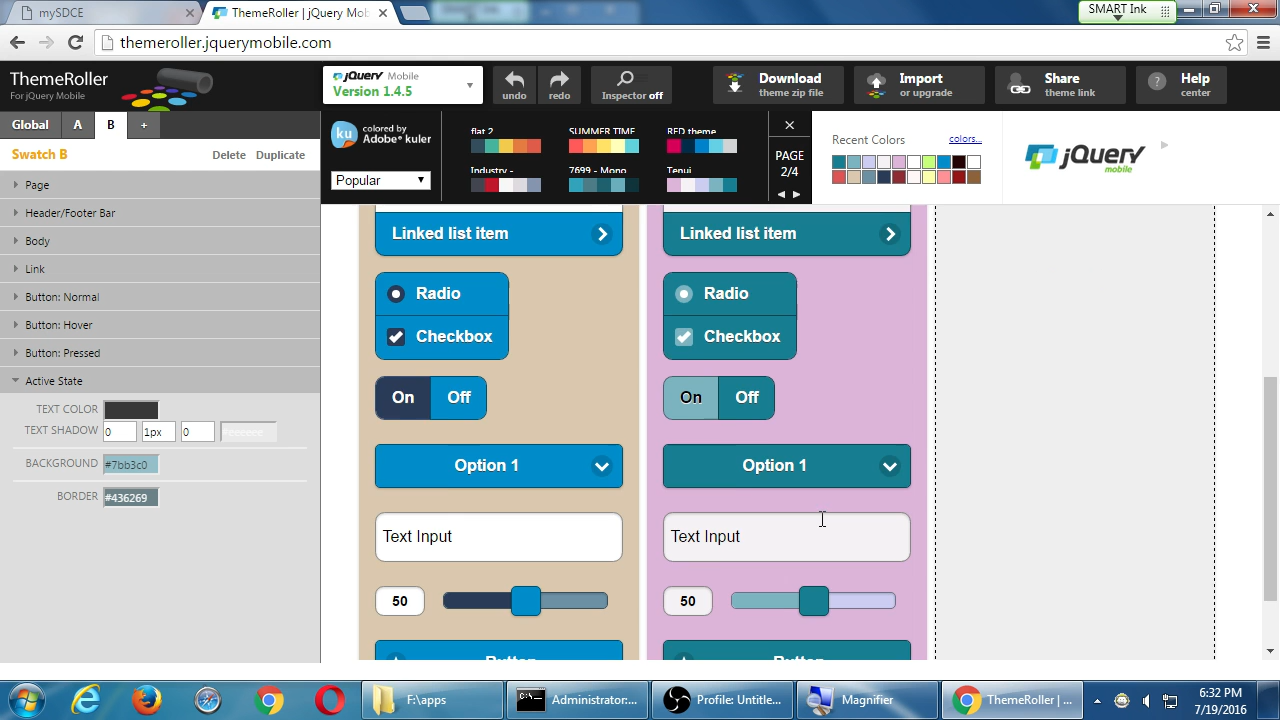 mySDCE
ThemeRoller | jQuery Mob
SMART Ink
themeroller.jquerymobile.com
ThemeRoller
For jQuery Mobile
jQuery Mobile
Version 1.4.5
undo
redo
Inspector off
Download
theme zip file
Import
or upgrade
Share
theme link
Help
center
Global
A
B
+
Swatch B
Delete
Duplicate
ku
colored by
Adobe® kuler
Popular
flat 2
SUMMER TIME
RED theme
Industry -
7699 - Mono
Tenui
PAGE
2/4
Recent Colors
colors...
jQuery
mobile
Page
Header/Footer Bar
Body
Link
Button: Normal
Button: Hover
Button: Pressed
Active State
TEXT COLOR
TEXT SHADOW
0
1px
0
#eeeeee
BACKGROUND
#7bb3c0
BORDER
#436269
Linked list item
Radio
Checkbox
On
Off
Option 1
Text Input
50
Button
Linked list item
Radio
Checkbox
On
Off
Option 1
Text Input
50
Button
F:\apps
Administrator:...
Profile: Untitle...
Magnifier
ThemeRoller | ...
6:32 PM
7/19/2016